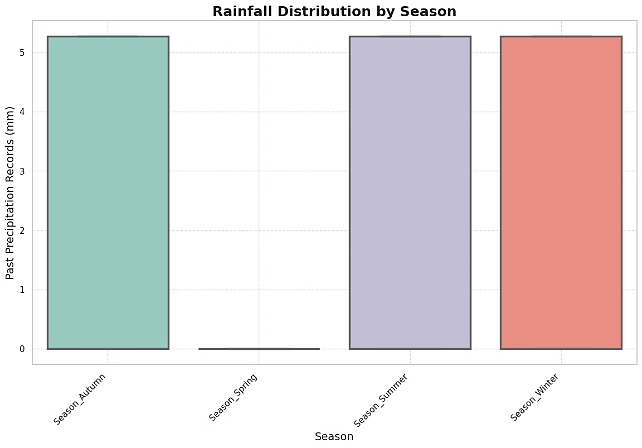 Rainfall Distribution by Season
Past Precipitation Records (mm)
5
4
3
2
1
0
Season_Autumn
Season_Spring
Season_Summer
Season_Winter
Season